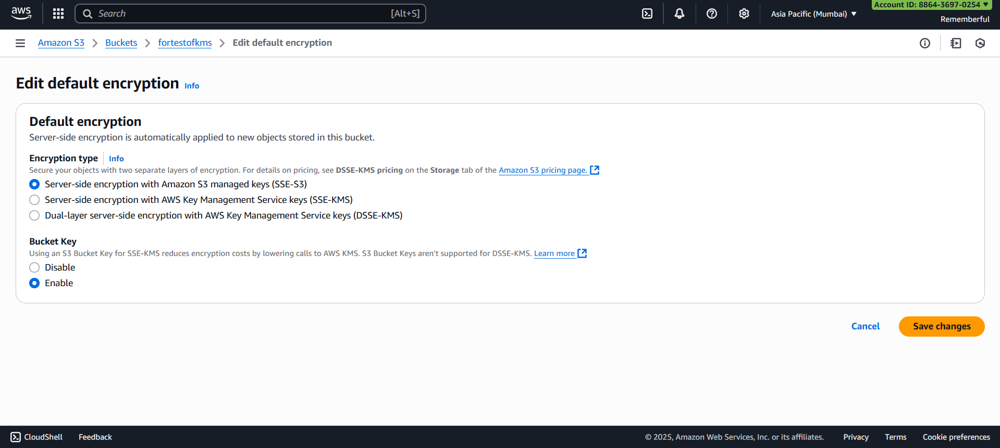 aws Search [Alt+S] Asia Pacific (Mumbai) Account ID: 8864-3697-0254
Rememberful
Amazon S3 Buckets fortestofkms Edit default encryption
Edit default encryption Info
Default encryption
Server-side encryption is automatically applied to new objects stored in this bucket.
Encryption type Info
Secure your objects with two separate layers of encryption. For details on pricing, see DSSE-KMS pricing on the Storage tab of the Amazon S3 pricing page.
Server-side encryption with Amazon S3 managed keys (SSE-S3)
Server-side encryption with AWS Key Management Service keys (SSE-KMS)
Dual-layer server-side encryption with AWS Key Management Service keys (DSSE-KMS)
Bucket Key
Using an S3 Bucket Key for SSE-KMS reduces encryption costs by lowering calls to AWS KMS. S3 Bucket Keys aren't supported for DSSE-KMS. Learn more
Disable
Enable
Cancel Save changes
CloudShell Feedback © 2025, Amazon Web Services, Inc. or its affiliates. Privacy Terms Cookie preferences